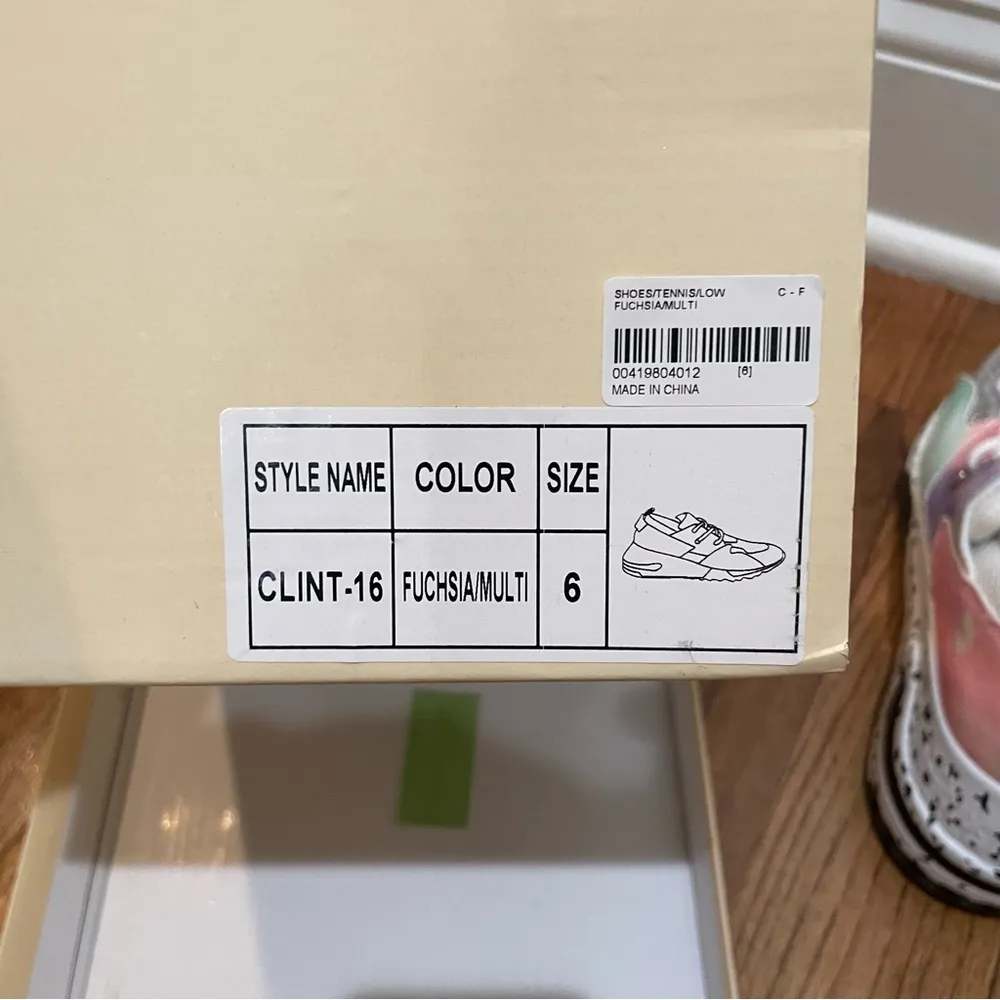 SHOES/TENNIS/LOW C - F
FUCHSIA/MULTI
00419804012 [6]
MADE IN CHINA
STYLE NAME COLOR SIZE
CLINT-16 FUCHSIA/MULTI 6